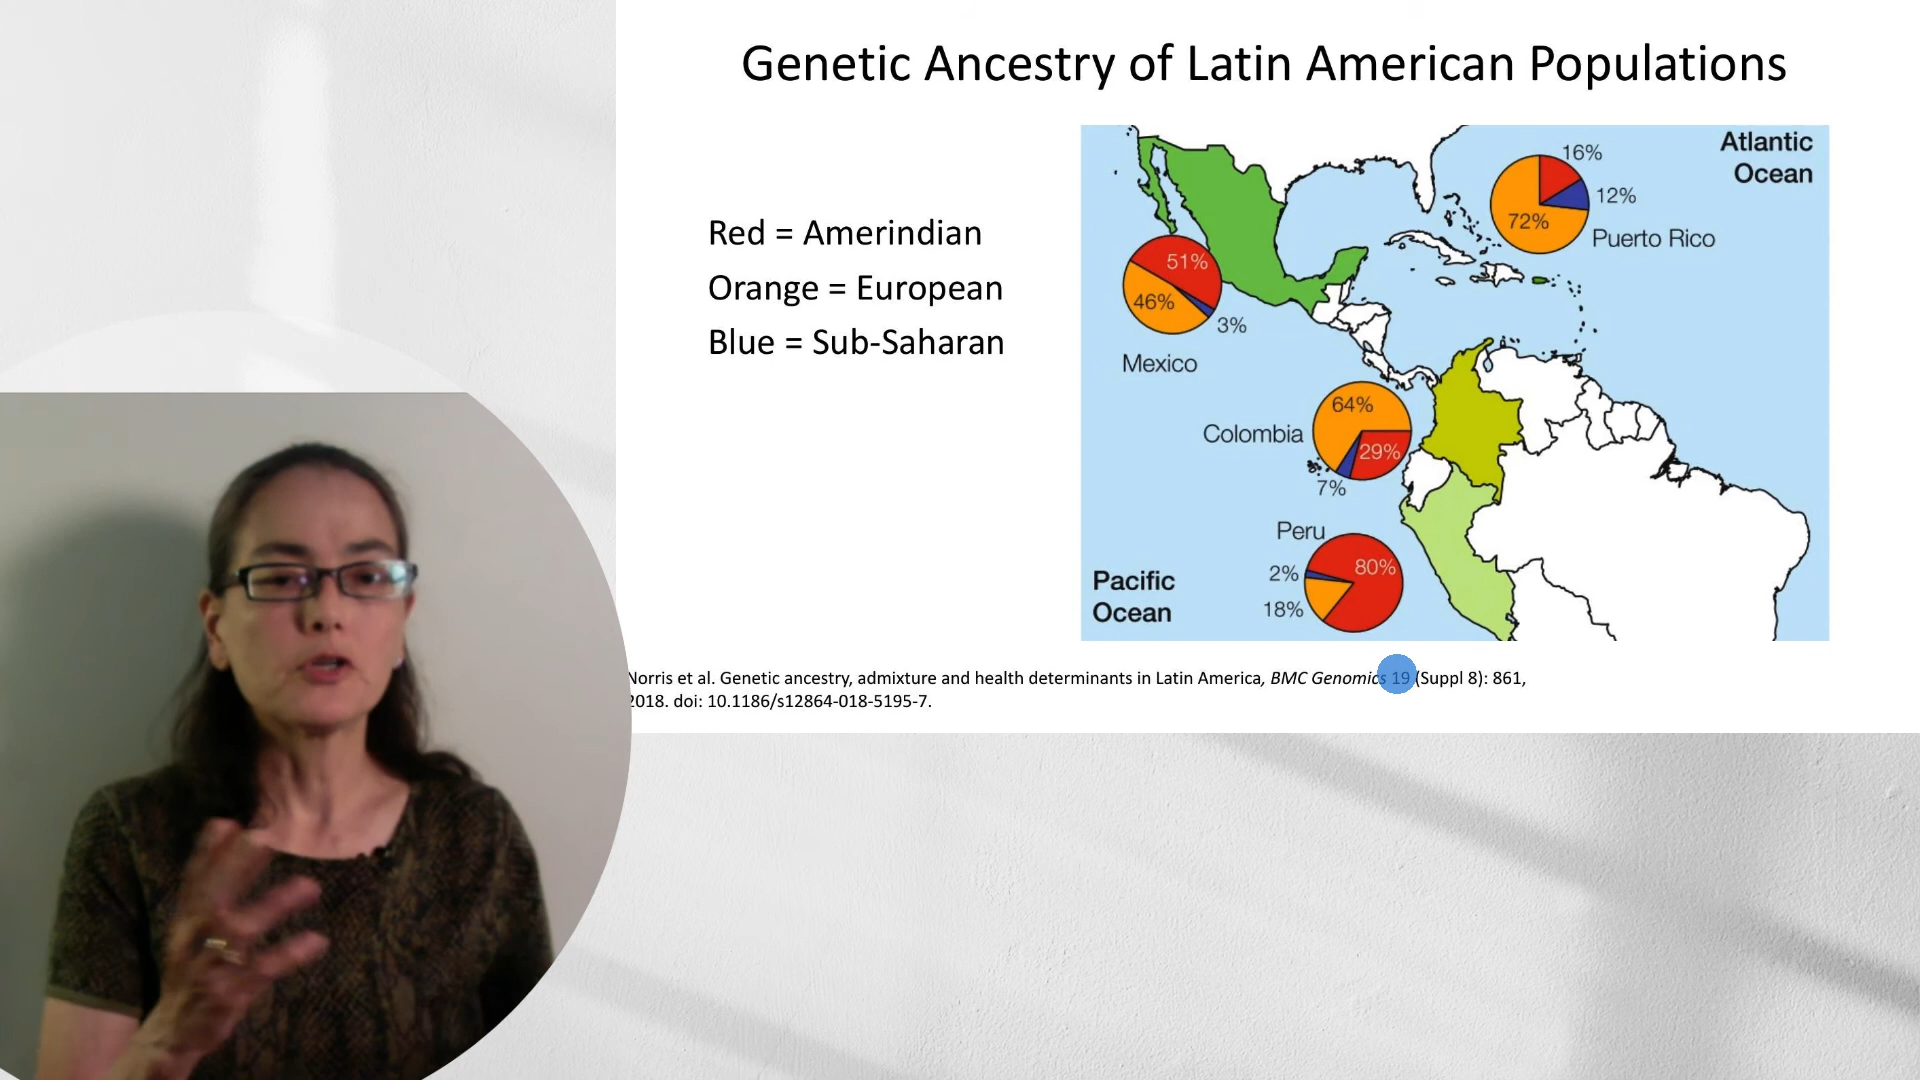 Genetic Ancestry of Latin American Populations
Red = Amerindian
Orange = European
Blue = Sub-Saharan
Atlantic
Ocean
16%
12%
72%
Puerto Rico
51%
46%
3%
Mexico
64%
Colombia
29%
7%
Peru
80%
2%
18%
Pacific
Ocean
Norris et al. Genetic ancestry, admixture and health determinants in Latin America, BMC Genomics 19 (Suppl 8): 861,
2018. doi: 10.1186/s12864-018-5195-7.